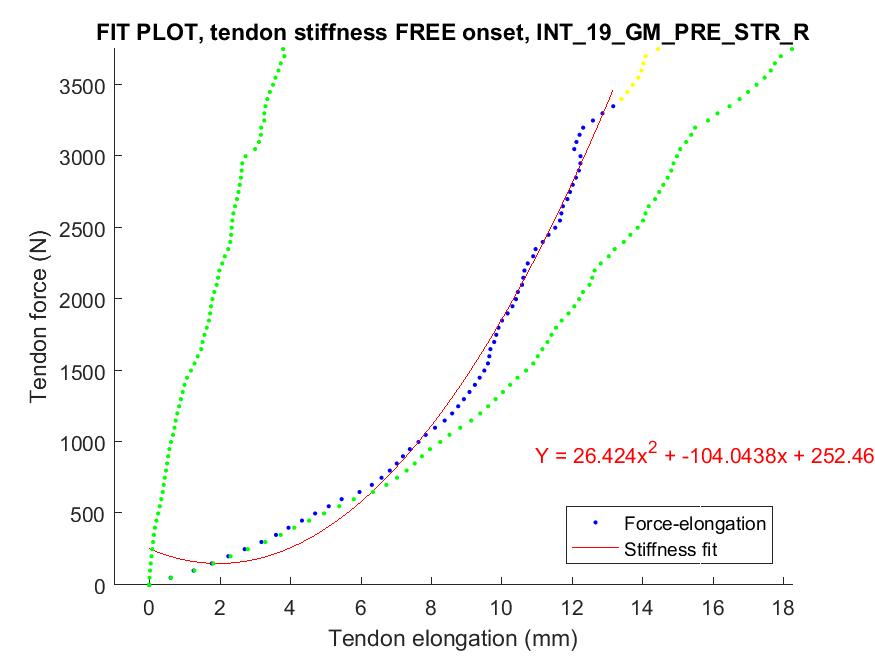 FIT PLOT, tendon stiffness FREE onset, INT_19_GM_PRE_STR_R
3500
3000
2500
2000
1500
1000
500
0
Tendon force (N)
Y = 26.424x² + -104.0438x + 252.46
Force-elongation
Stiffness fit
0 2 4 6 8 10 12 14 16 18
Tendon elongation (mm)